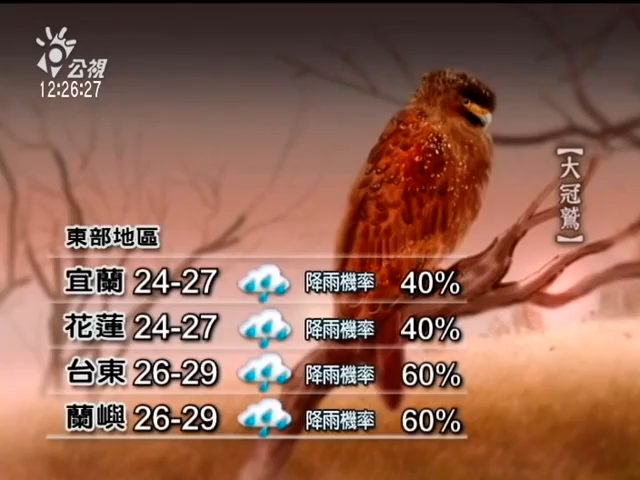 公視
12:26:27
【大冠鷲】
東部地區
宜蘭 24-27 降雨機率 40%
花蓮 24-27 降雨機率 40%
台東 26-29 降雨機率 60%
蘭嶼 26-29 降雨機率 60%